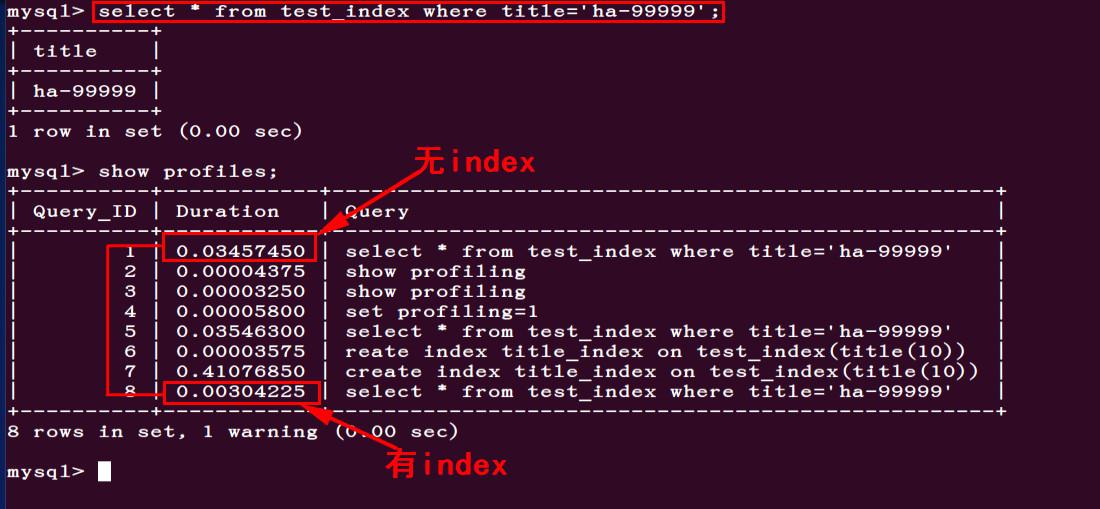 mysql> select * from test_index where title='ha-99999';
+----------+
| title    |
+----------+
| ha-99999 |
+----------+
1 row in set (0.00 sec)
无index
mysql> show profiles;
+----------+------------+--------------------------------------------------------+
| Query_ID | Duration   | Query                                                  |
+----------+------------+--------------------------------------------------------+
|        1 | 0.03457450 | select * from test_index where title='ha-99999'        |
|        2 | 0.00004375 | show profiling                                         |
|        3 | 0.00003250 | show profiling                                         |
|        4 | 0.00005800 | set profiling=1                                        |
|        5 | 0.03546300 | select * from test_index where title='ha-99999'        |
|        6 | 0.00003575 | reate index title_index on test_index(title(10))       |
|        7 | 0.41076850 | create index title_index on test_index(title(10))      |
|        8 | 0.00304225 | select * from test_index where title='ha-99999'        |
+----------+------------+--------------------------------------------------------+
8 rows in set, 1 warning (0.00 sec)
有index
mysql>